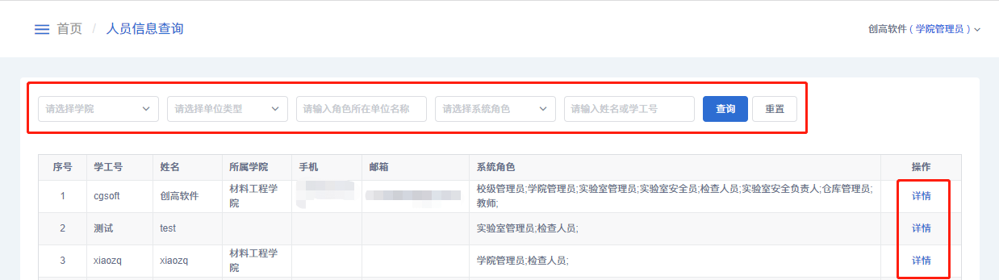 首页 / 人员信息查询
创高软件 ( 学院管理员 )
请选择学院 请选择单位类型 请输入角色所在单位名称 请选择系统角色 请输入姓名或学工号 查询 重置
序号 学工号 姓名 所属学院 手机 邮箱 系统角色 操作
1 cgsoft 创高软件 材料工程学院 校级管理员;学院管理员;实验室管理员;实验室安全员;检查人员;实验室安全负责人;仓库管理员;教师; 详情
2 测试 test 实验室管理员;检查人员; 详情
3 xiaozq xiaozq 材料工程学院 学院管理员;检查人员; 详情